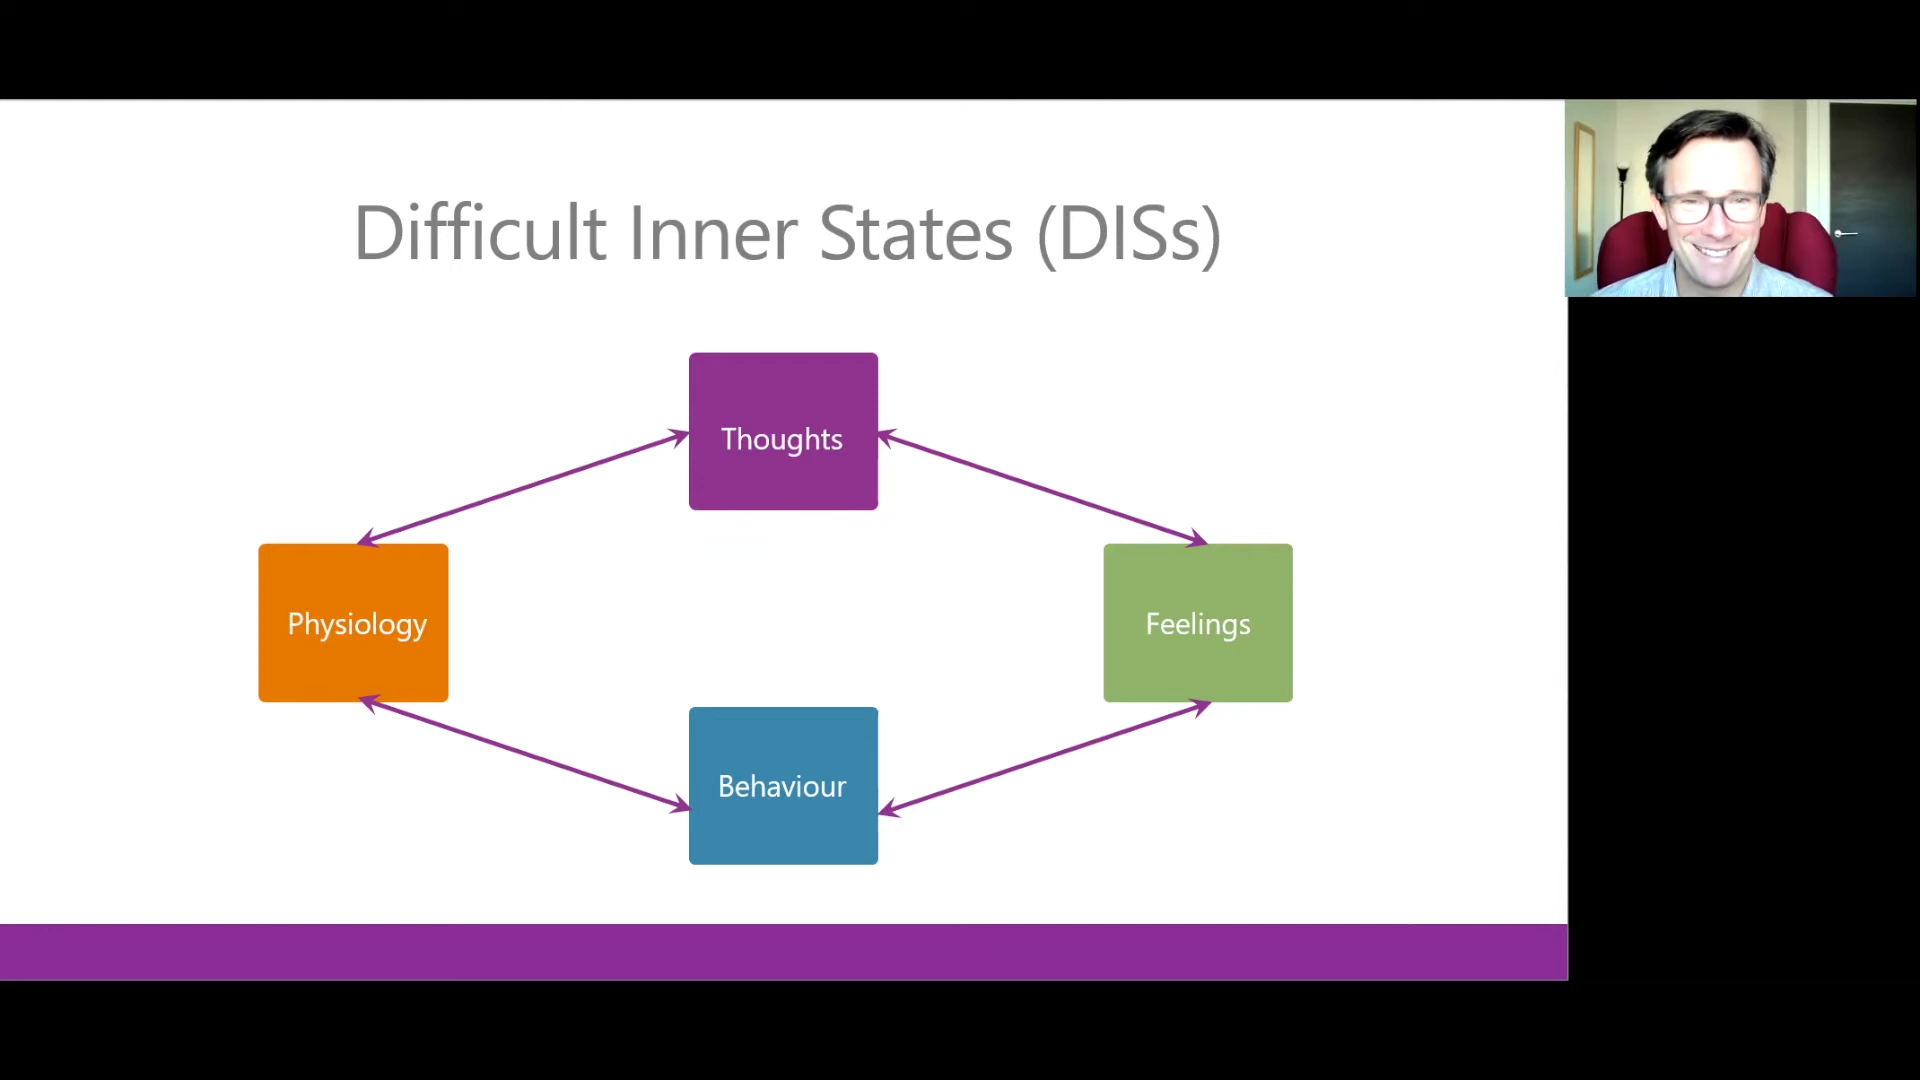 Difficult Inner States (DISs)
Thoughts
Physiology
Feelings
Behaviour